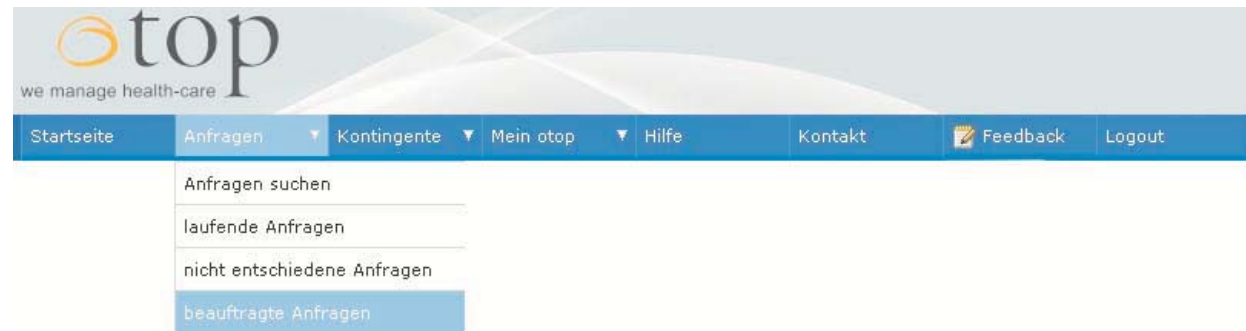 otop
we manage health-care
Startseite Anfragen Kontingente Mein otop Hilfe Kontakt Feedback Logout
Anfragen suchen
laufende Anfragen
nicht entschiedene Anfragen
beauftragte Anfragen